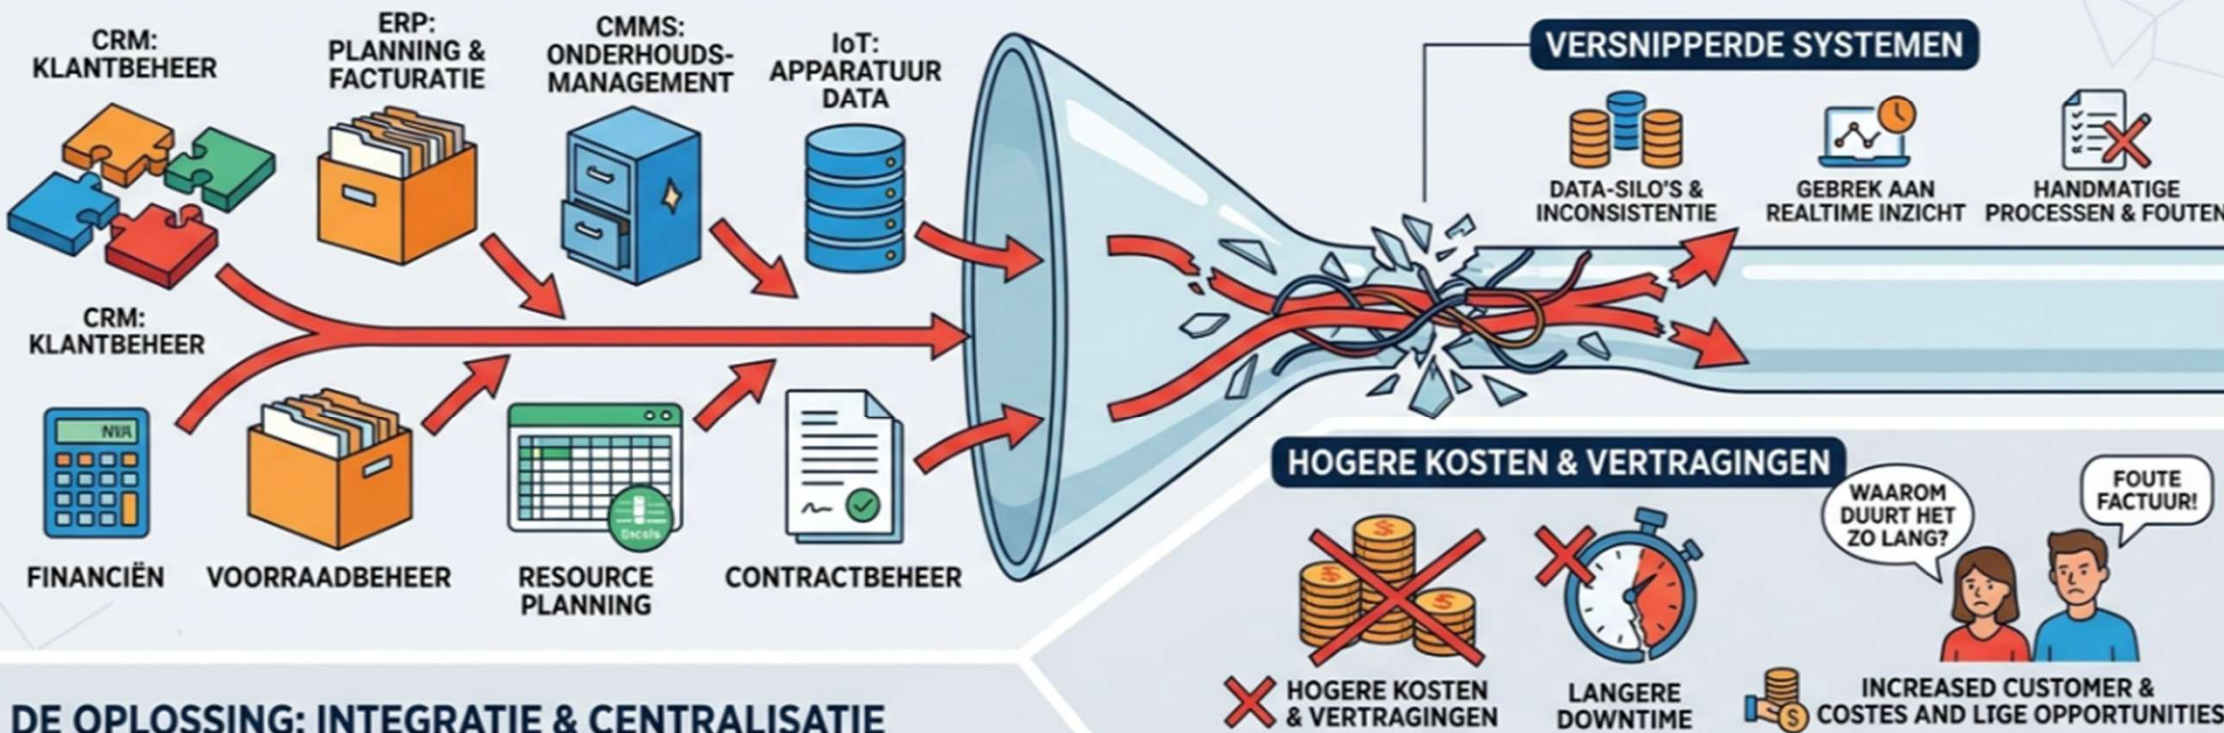 CRM:
KLANTBEHEER
ERP:
PLANNING &
FACTURATIE
CMMS:
ONDERHOUDS-
MANAGEMENT
IoT:
APPARATUUR
DATA
CRM:
KLANTBEHEER
FINANCIËN
VOORRAADBEHEER
RESOURCE
PLANNING
CONTRACTBEHEER
VERSNIPPERDE SYSTEMEN
DATA-SILO'S &
INCONSISTENTIE
GEBREK AAN
REALTIME INZICHT
HANDMATIGE
PROCESSEN & FOUTEN
HOGERE KOSTEN & VERTRAGINGEN
WAAROM
DUURT HET
ZO LANG?
FOUTE
FACTUUR!
HOGERE KOSTEN
& VERTRAGINGEN
LANGERE
DOWNTIME
INCREASED CUSTOMER &
COSTES AND LIGE OPPORTUNITIES
DE OPLOSSING: INTEGRATIE & CENTRALISATIE